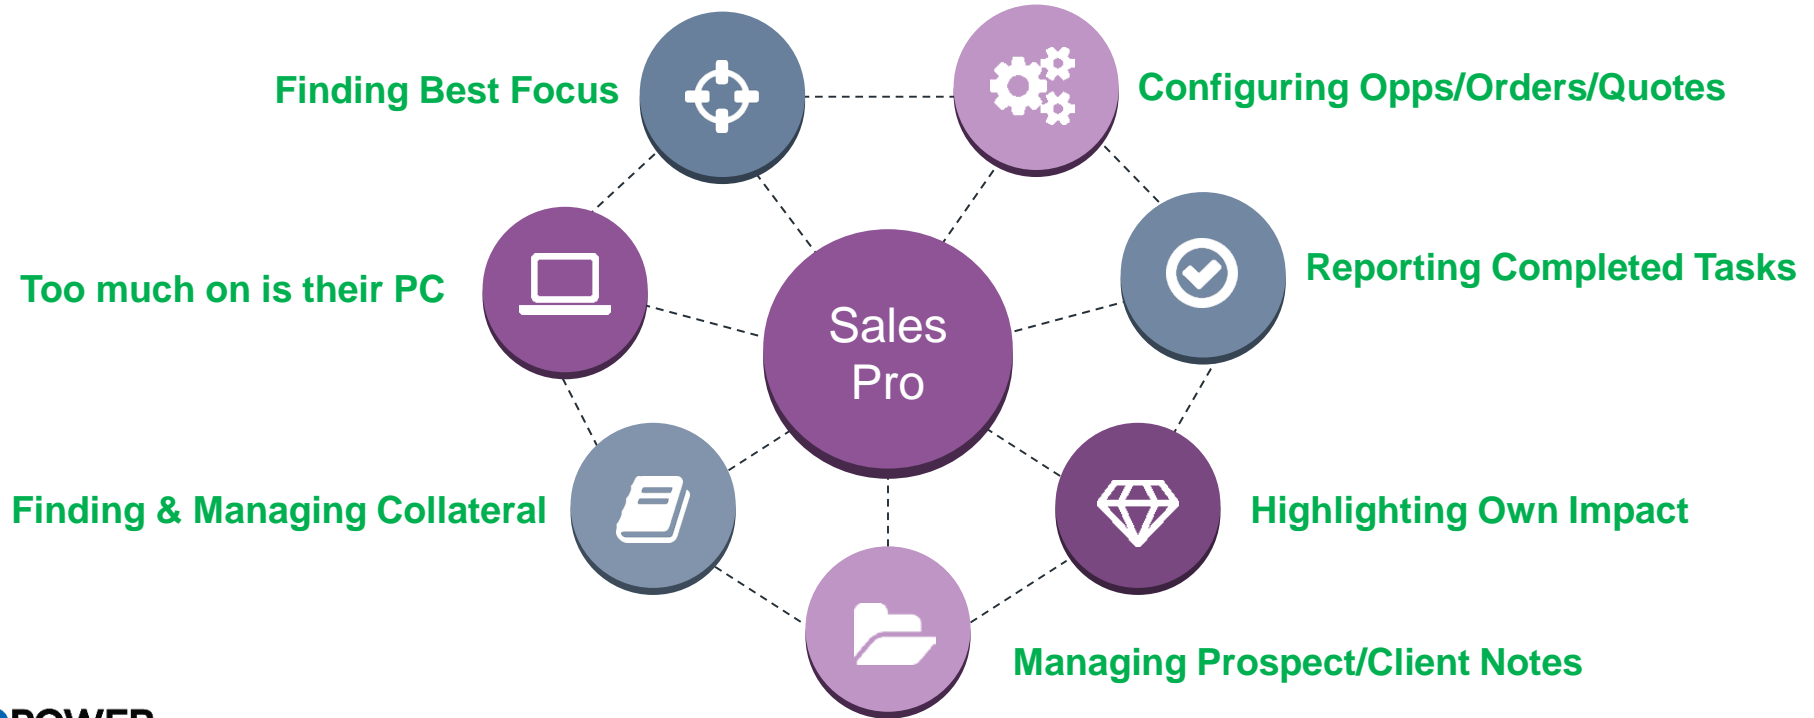 Finding Best Focus
Configuring Opps/Orders/Quotes
Too much on is their PC
Reporting Completed Tasks
Sales
Pro
Finding & Managing Collateral
Highlighting Own Impact
Managing Prospect/Client Notes